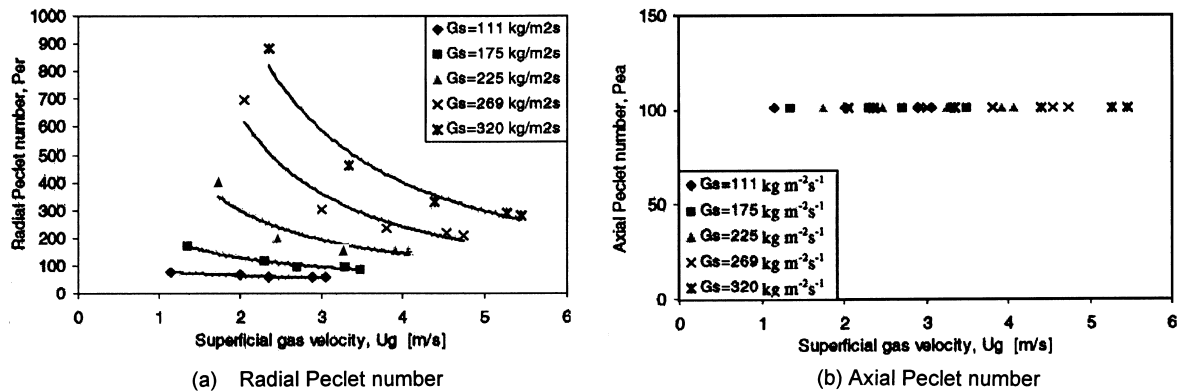 1000
900
800
700
600
500
400
300
200
100
0
Radial Peclet number, Per
Gs=111 kg/m2s
Gs=175 kg/m2s
Gs=225 kg/m2s
Gs=269 kg/m2s
Gs=320 kg/m2s
0 1 2 3 4 5 6
Superficial gas velocity, Ug [m/s]
(a) Radial Peclet number
150
100
50
0
Axial Peclet number, Pea
Gs=111 kg m⁻²s⁻¹
Gs=175 kg m⁻²s⁻¹
Gs=225 kg m⁻²s⁻¹
Gs=269 kg m⁻²s⁻¹
Gs=320 kg m⁻²s⁻¹
0 1 2 3 4 5 6
Superficial gas velocity, Ug [m/s]
(b) Axial Peclet number